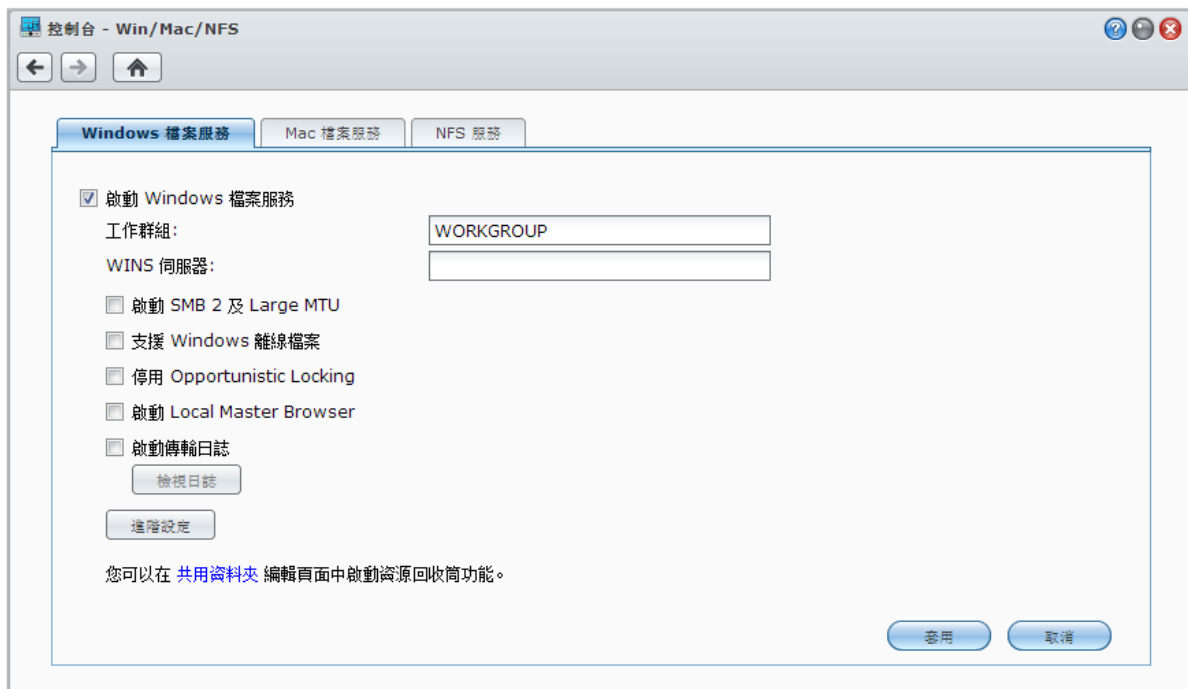 控制台 - Win/Mac/NFS
Windows 檔案服務
Mac 檔案服務
NFS 服務
啟動 Windows 檔案服務
工作群組:
WORKGROUP
WINS 伺服器:
啟動 SMB 2 及 Large MTU
支援 Windows 離線檔案
停用 Opportunistic Locking
啟動 Local Master Browser
啟動傳輸日誌
檢視日誌
進階設定
您可以在 共用資料夾 編輯頁面中啟動資源回收筒功能。
套用
取消